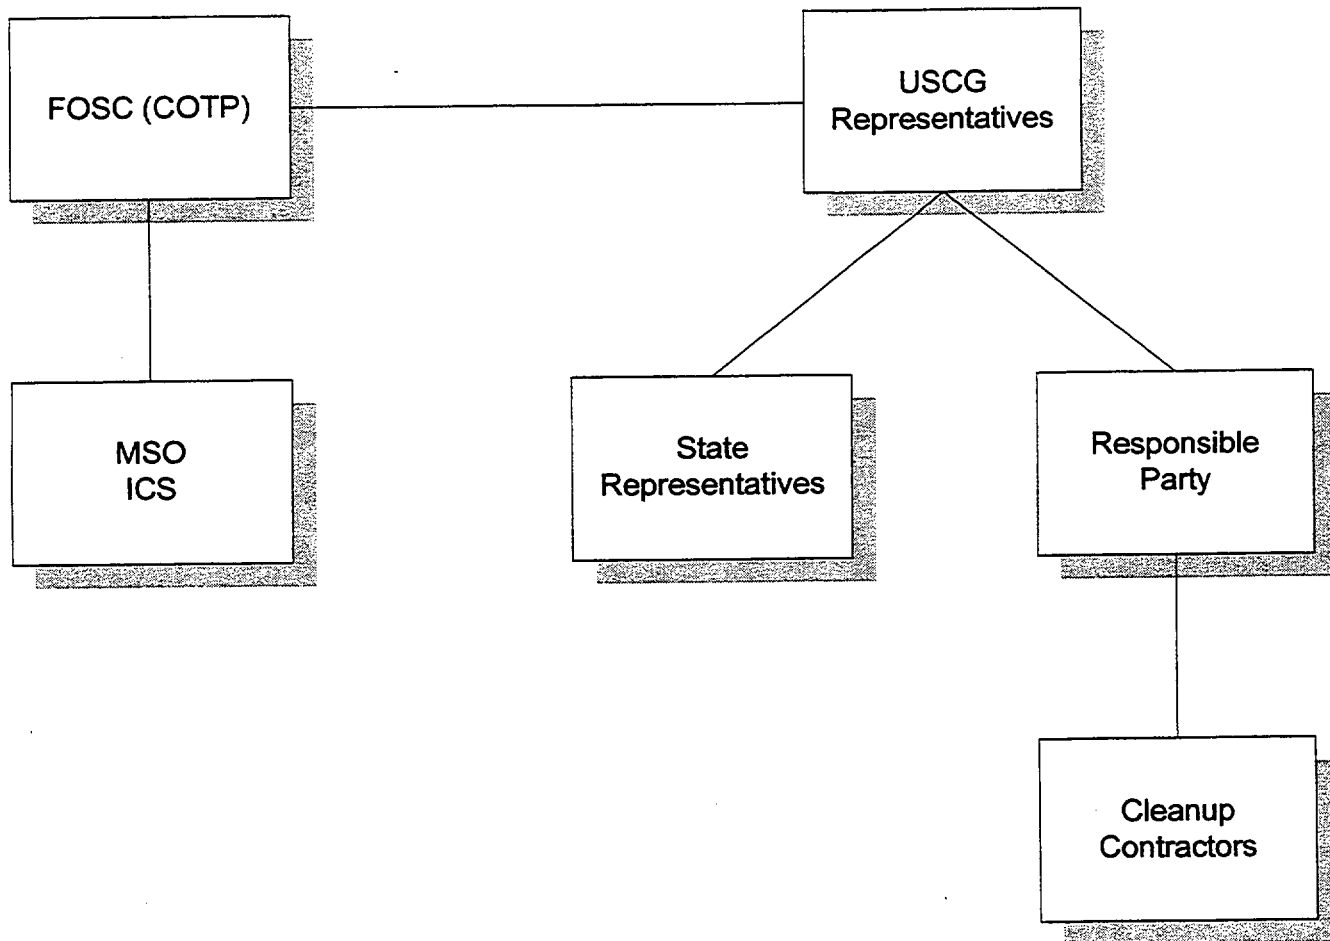 FOSC (COTP)
USCG
Representatives
MSO
ICS
State
Representatives
Responsible
Party
Cleanup
Contractors